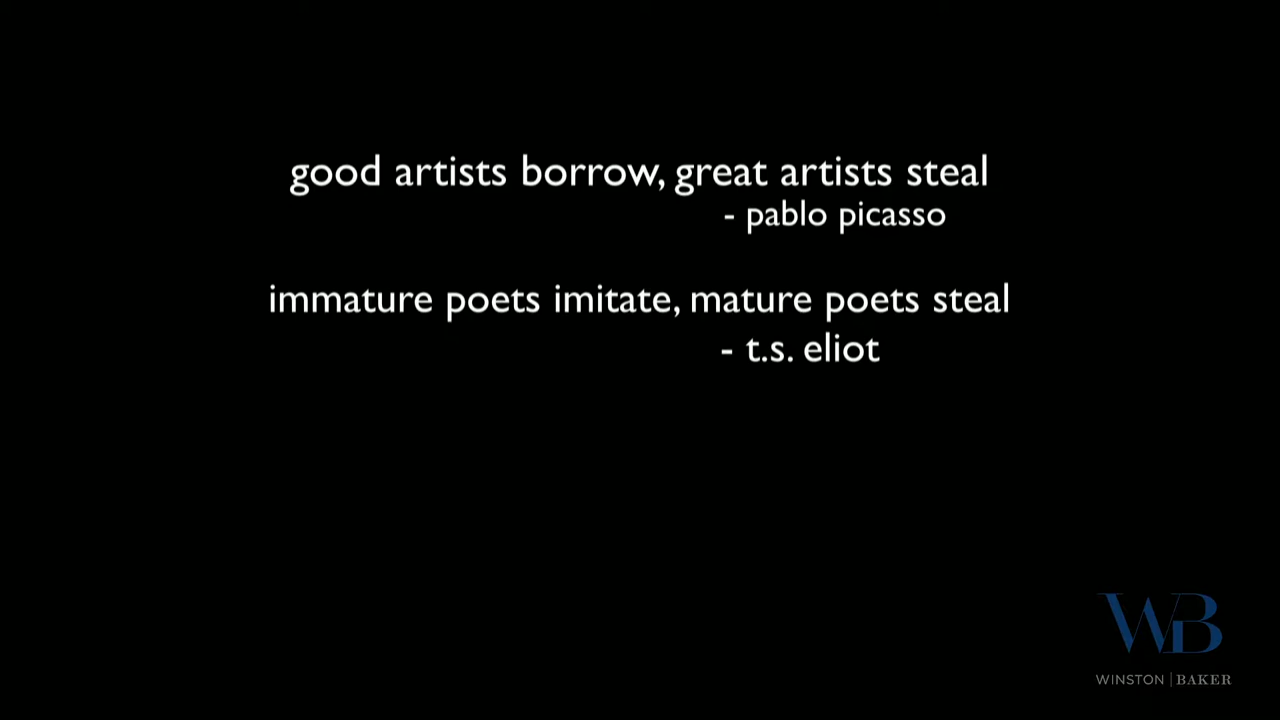 good artists borrow, great artists steal
- pablo picasso
immature poets imitate, mature poets steal
- t.s. eliot
WB
WINSTON | BAKER